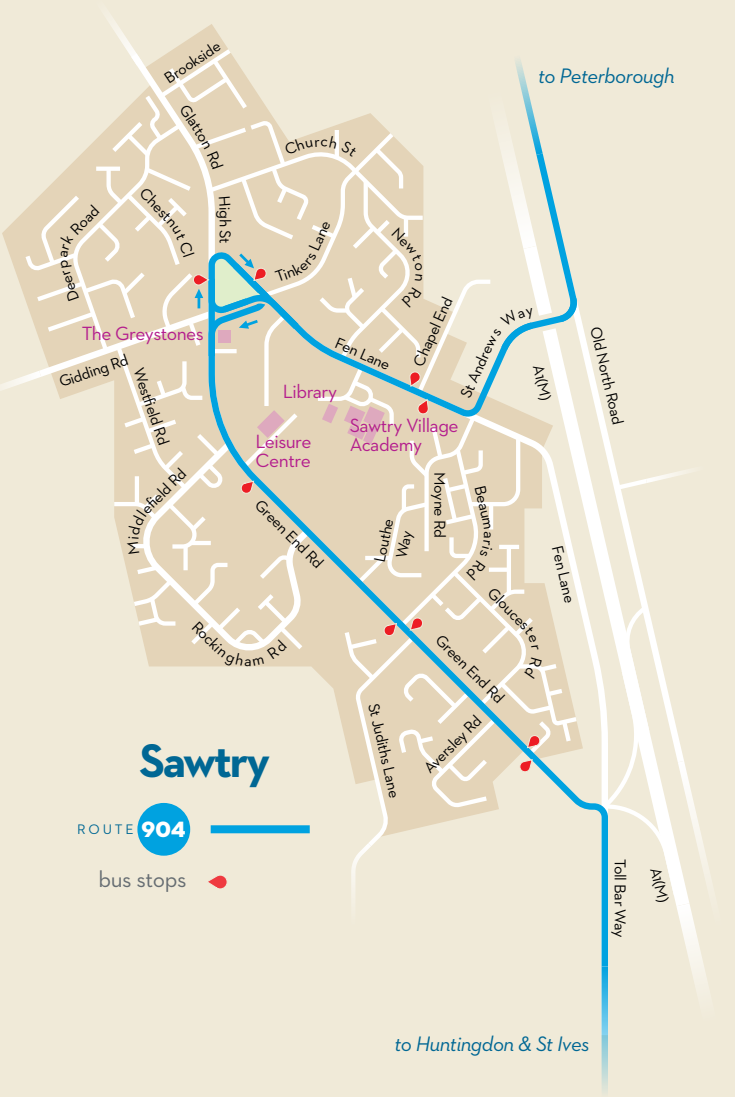 to Peterborough
Brookside
Glatton Rd
Church St
Chestnut Cl
High St
Deerpark Road
Tinkers Lane
Newton Rd
The Greystones
Gidding Rd
Fen Lane
Chapel End
St Andrews Way
A1(M)
Old North Road
Westfield Rd
Library
Sawtry Village
Academy
Leisure
Centre
Middlefield Rd
Green End Rd
Louthe
Way
Moyne Rd
Beaumaris Rd
Fen Lane
Gloucester Rd
Rockingham Rd
Green End Rd
St Judiths Lane
Aversley Rd
Sawtry
ROUTE 904
bus stops
Toll Bar Way
A1(M)
to Huntingdon & St Ives